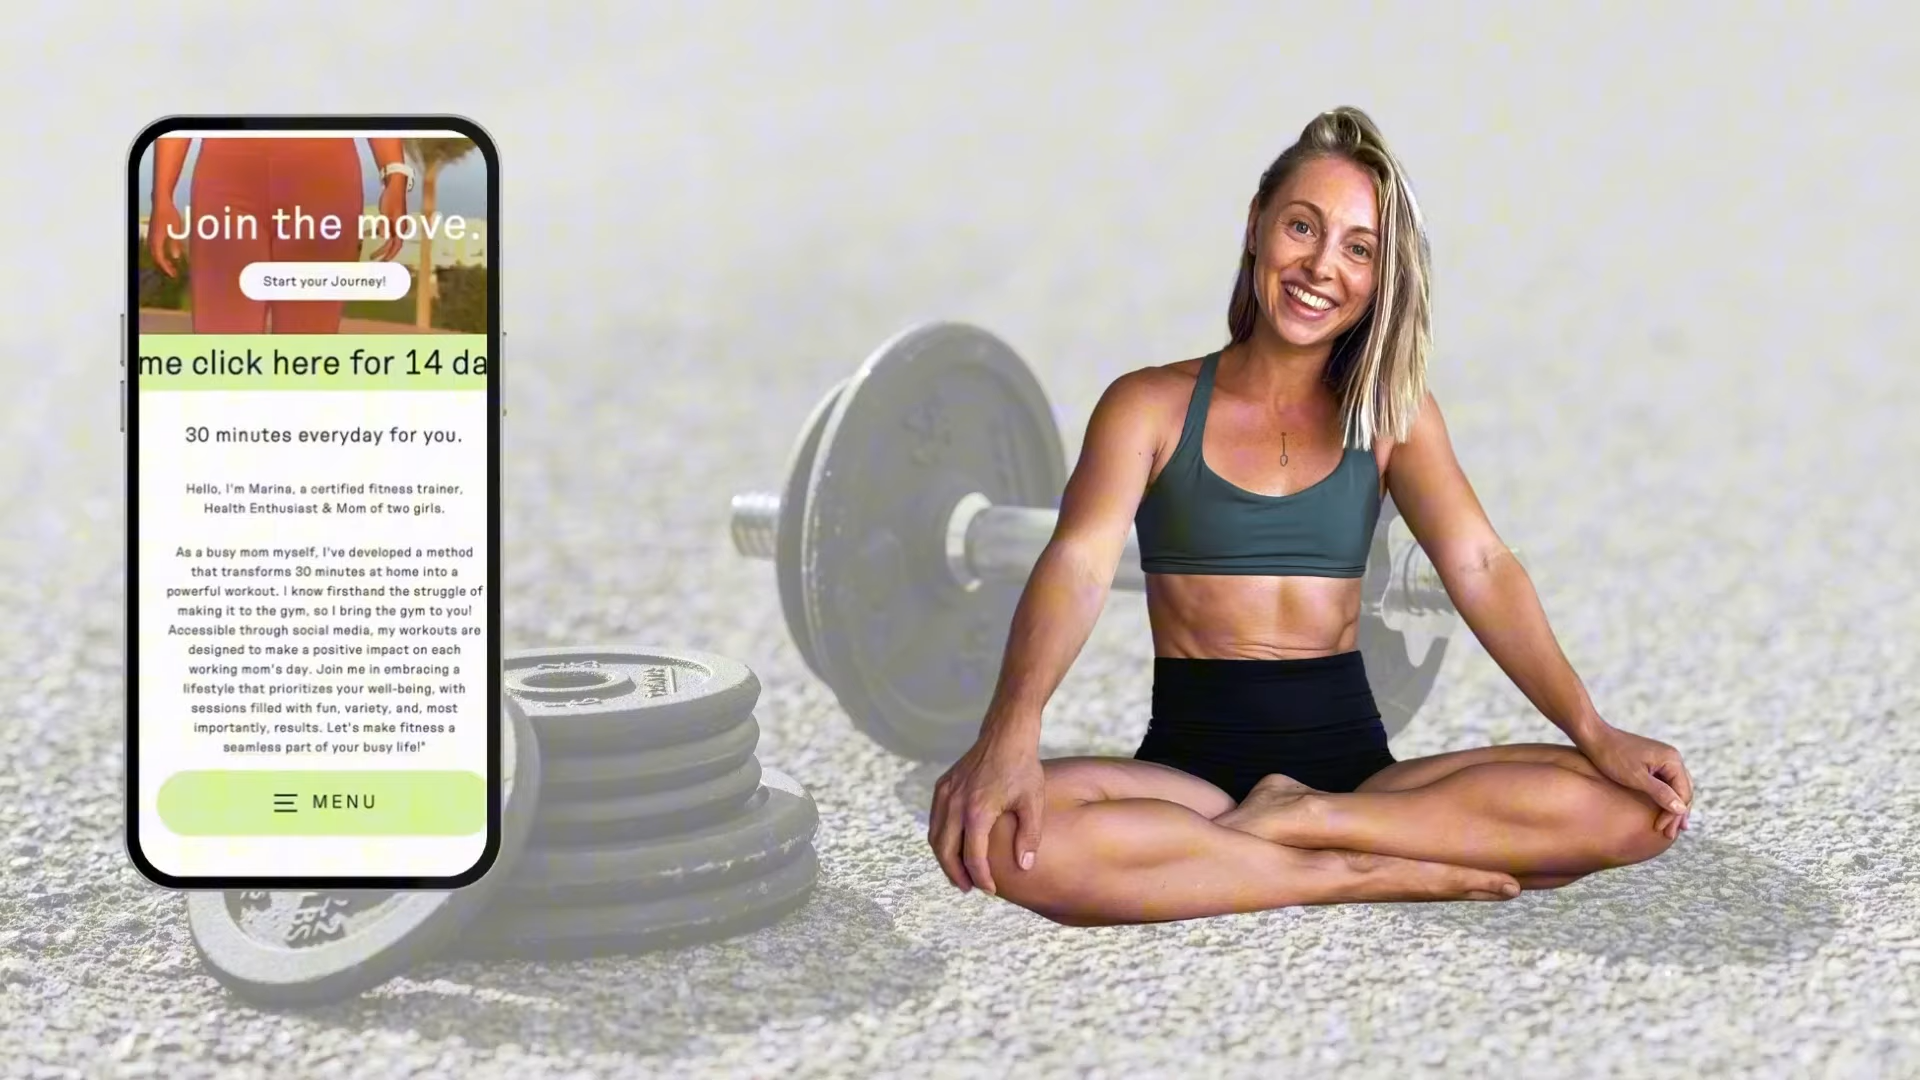 Join the move.
Start your Journey!
me click here for 14 da
30 minutes everyday for you.
Hello, I'm Marina, a certified fitness trainer,
Health Enthusiast & Mom of two girls.
As a busy mom myself, I've developed a method
that transforms 30 minutes at home into a
powerful workout. I know firsthand the struggle of
making it to the gym, so I bring the gym to you!
Accessible through social media, my workouts are
designed to make a positive impact on each
working mom's day. Join me in embracing a
lifestyle that prioritizes your well-being, with
sessions filled with fun, variety, and, most
importantly, results. Let's make fitness a
seamless part of your busy life!"
MENU